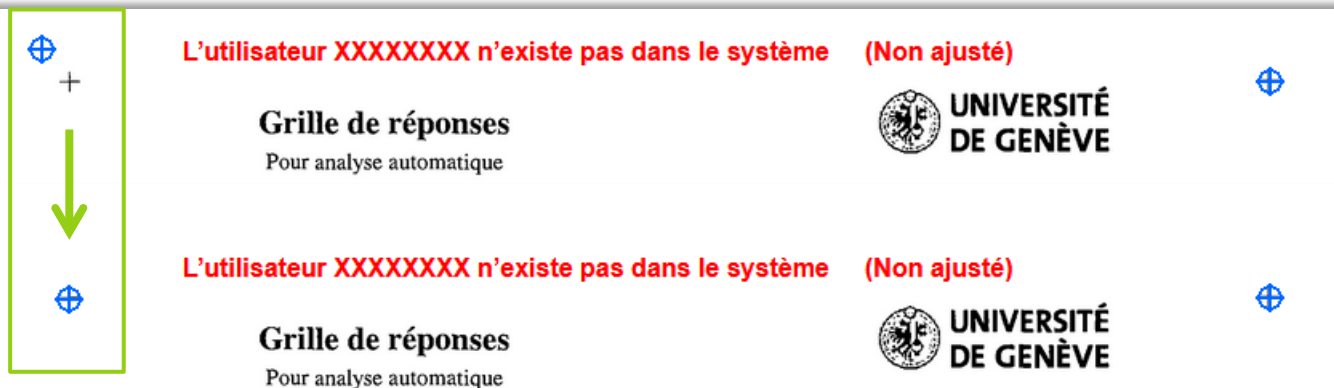 L'utilisateur XXXXXXXX n'existe pas dans le système (Non ajusté)
Grille de réponses
Pour analyse automatique
UNIVERSITÉ
DE GENÈVE
L'utilisateur XXXXXXXX n'existe pas dans le système (Non ajusté)
Grille de réponses
Pour analyse automatique
UNIVERSITÉ
DE GENÈVE